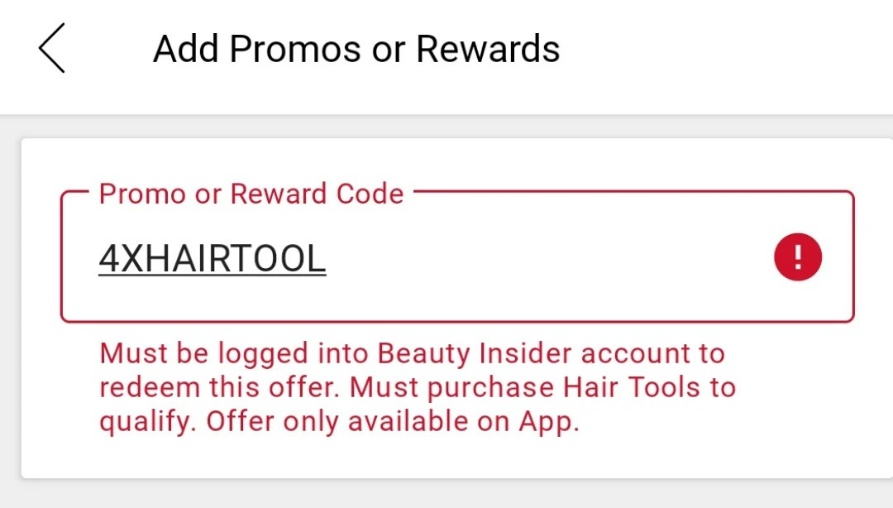 Add Promos or Rewards
Promo or Reward Code
4XHAIRTOOL
!
Must be logged into Beauty Insider account to
redeem this offer. Must purchase Hair Tools to
qualify. Offer only available on App.